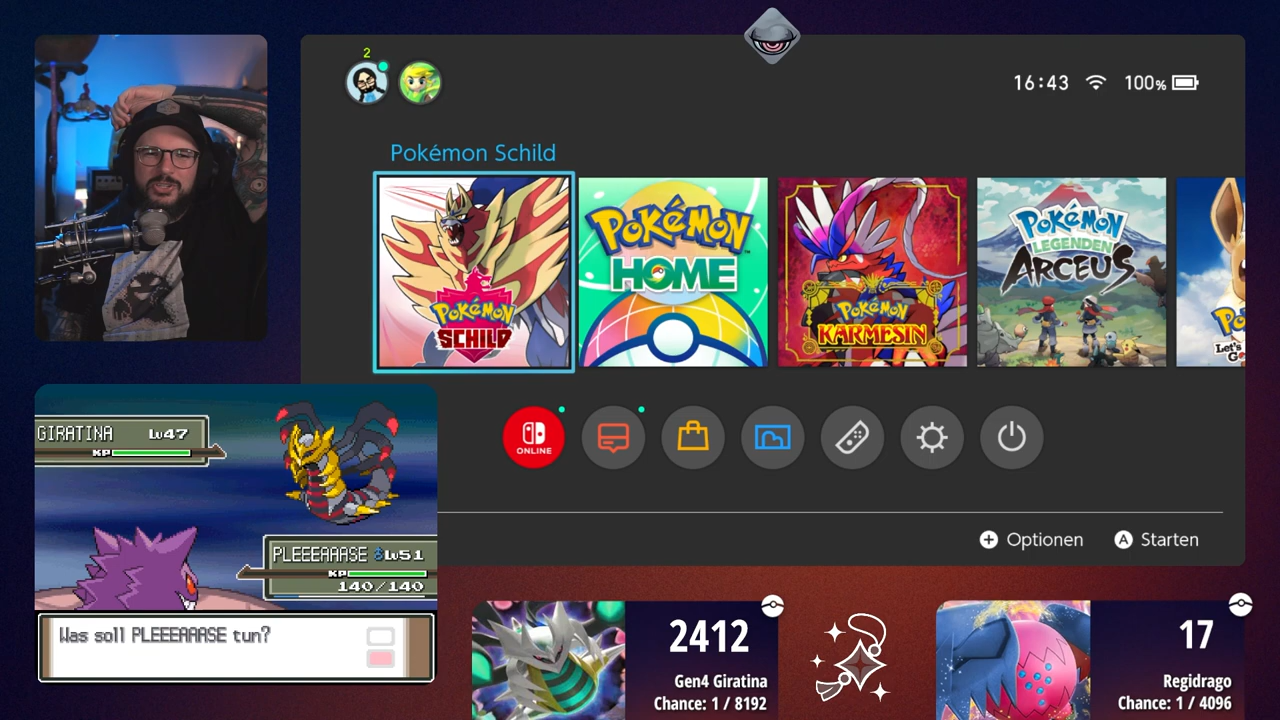 2
16:43
100%
Pokémon Schild
POKÉMON
SCHILD
POKÉMON
HOME
POKÉMON
KARMESIN
POKÉMON
LEGENDEN
ARCEUS
Let's
ONLINE
Optionen
Starten
GIRATINA Lv47
KP
PLEEEAAASE ♂Lv51
KP
140/140
Was soll PLEEEAAASE tun?
2412
Gen4 Giratina
Chance: 1 / 8192
17
Regidrago
Chance: 1 / 4096